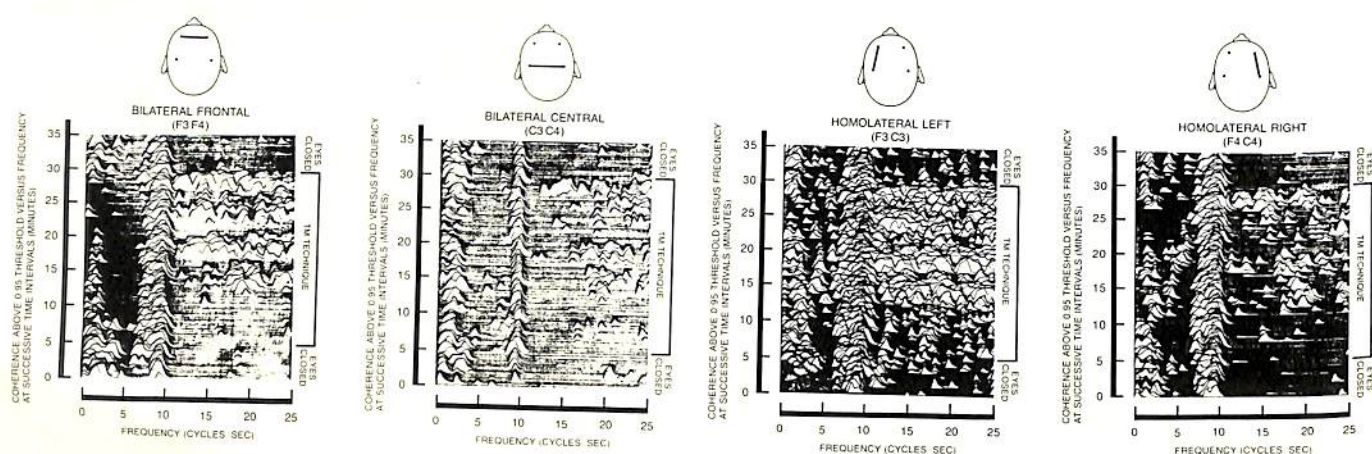 BILATERAL FRONTAL
(F3 F4)
COHERENCE ABOVE 0.95 THRESHOLD VERSUS FREQUENCY
AT SUCCESSIVE TIME INTERVALS (MINUTES)
35
30
25
20
15
10
5
0
EYES
CLOSED
TM TECHNIQUE
EYES
CLOSED
0 5 10 15 20 25
FREQUENCY (CYCLES SEC)
BILATERAL CENTRAL
(C3 C4)
COHERENCE ABOVE 0.95 THRESHOLD VERSUS FREQUENCY
AT SUCCESSIVE TIME INTERVALS (MINUTES)
35
30
25
20
15
10
5
0
EYES
CLOSED
TM TECHNIQUE
EYES
CLOSED
0 5 10 15 20 25
FREQUENCY (CYCLES SEC)
HOMOLATERAL LEFT
(F3 C3)
COHERENCE ABOVE 0.95 THRESHOLD VERSUS FREQUENCY
AT SUCCESSIVE TIME INTERVALS (MINUTES)
35
30
25
20
15
10
5
0
EYES
CLOSED
TM TECHNIQUE
EYES
CLOSED
0 5 10 15 20 25
FREQUENCY (CYCLES SEC)
HOMOLATERAL RIGHT
(F4 C4)
COHERENCE ABOVE 0.95 THRESHOLD VERSUS FREQUENCY
AT SUCCESSIVE TIME INTERVALS (MINUTES)
35
30
25
20
15
10
5
0
EYES
CLOSED
TM TECHNIQUE
EYES
CLOSED
0 5 10 15 20 25
FREQUENCY (CYCLES SEC)